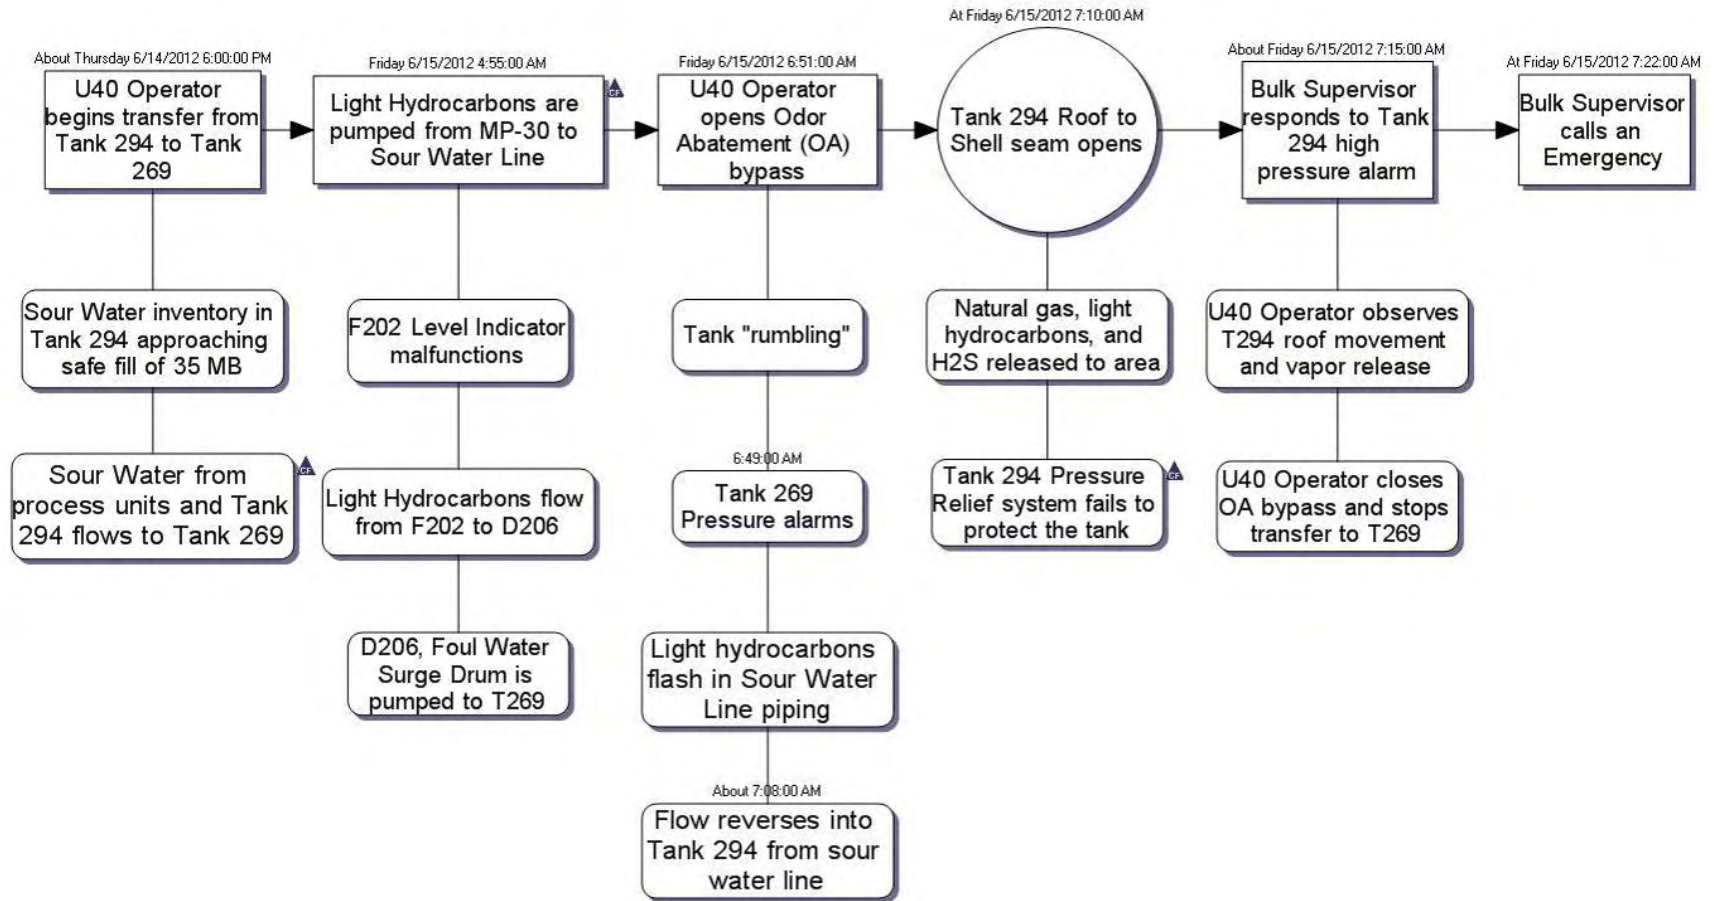 About Thursday 6/14/2012 6:00:00 PM
U40 Operator
begins transfer from
Tank 294 to Tank
269
Sour Water inventory in
Tank 294 approaching
safe fill of 35 MB
Sour Water from
process units and Tank
294 flows to Tank 269
CF
Friday 6/15/2012 4:55:00 AM
Light Hydrocarbons are
pumped from MP-30 to
Sour Water Line
CF
F202 Level Indicator
malfunctions
Light Hydrocarbons flow
from F202 to D206
D206, Foul Water
Surge Drum is
pumped to T269
Friday 6/15/2012 6:51:00 AM
U40 Operator
opens Odor
Abatement (OA)
bypass
Tank "rumbling"
6:49:00 AM
Tank 269
Pressure alarms
Light hydrocarbons
flash in Sour Water
Line piping
About 7:08:00 AM
Flow reverses into
Tank 294 from sour
water line
At Friday 6/15/2012 7:10:00 AM
Tank 294 Roof to
Shell seam opens
Natural gas, light
hydrocarbons, and
H2S released to area
Tank 294 Pressure
Relief system fails to
protect the tank
CF
About Friday 6/15/2012 7:15:00 AM
Bulk Supervisor
responds to Tank
294 high
pressure alarm
U40 Operator observes
T294 roof movement
and vapor release
U40 Operator closes
OA bypass and stops
transfer to T269
At Friday 6/15/2012 7:22:00 AM
Bulk Supervisor
calls an
Emergency